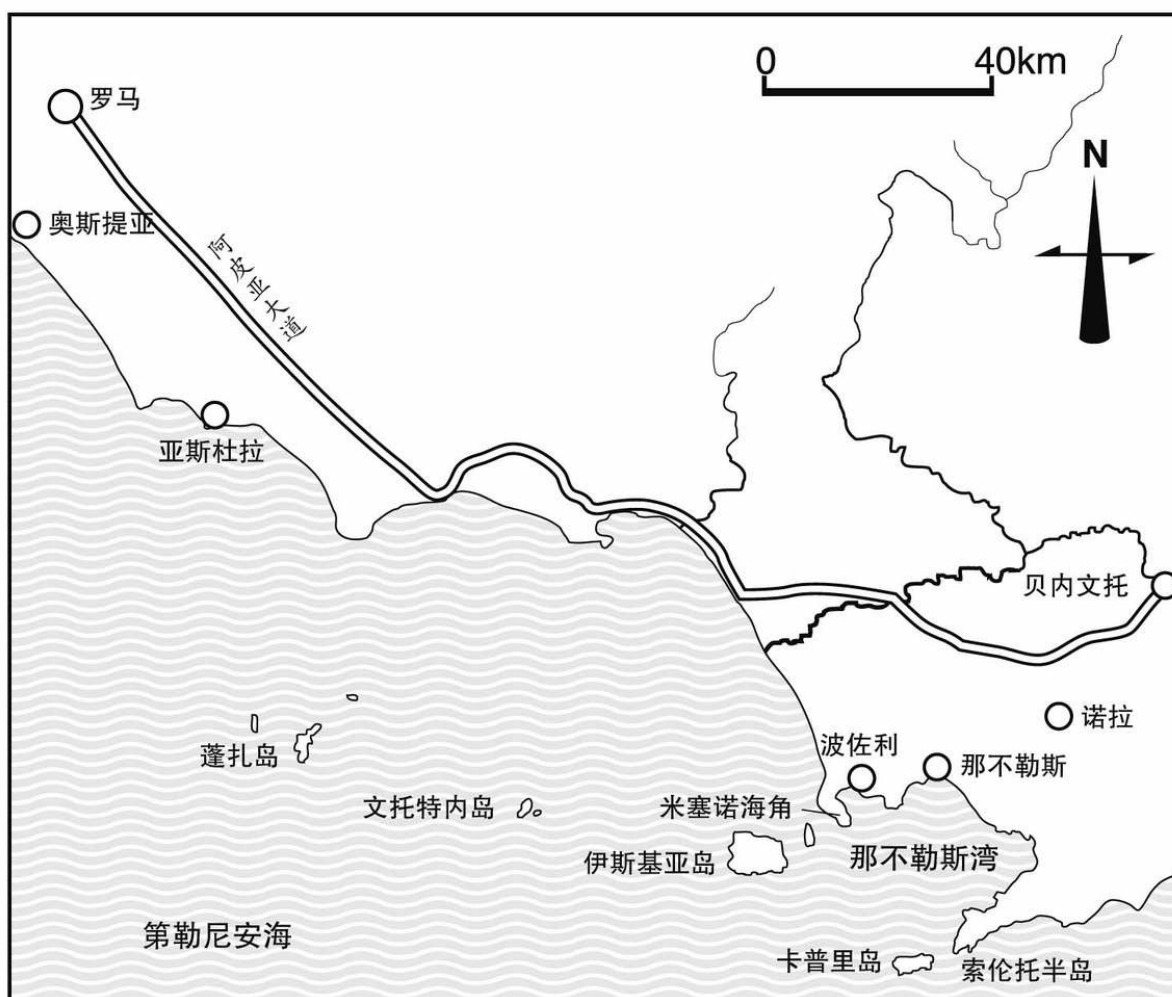 0 40km
罗马
N
奥斯提亚
阿皮亚大道
亚斯杜拉
贝内文托
诺拉
蓬扎岛
波佐利
那不勒斯
文托特内岛
米塞诺海角
伊斯基亚岛
那不勒斯湾
第勒尼安海
卡普里岛
索伦托半岛